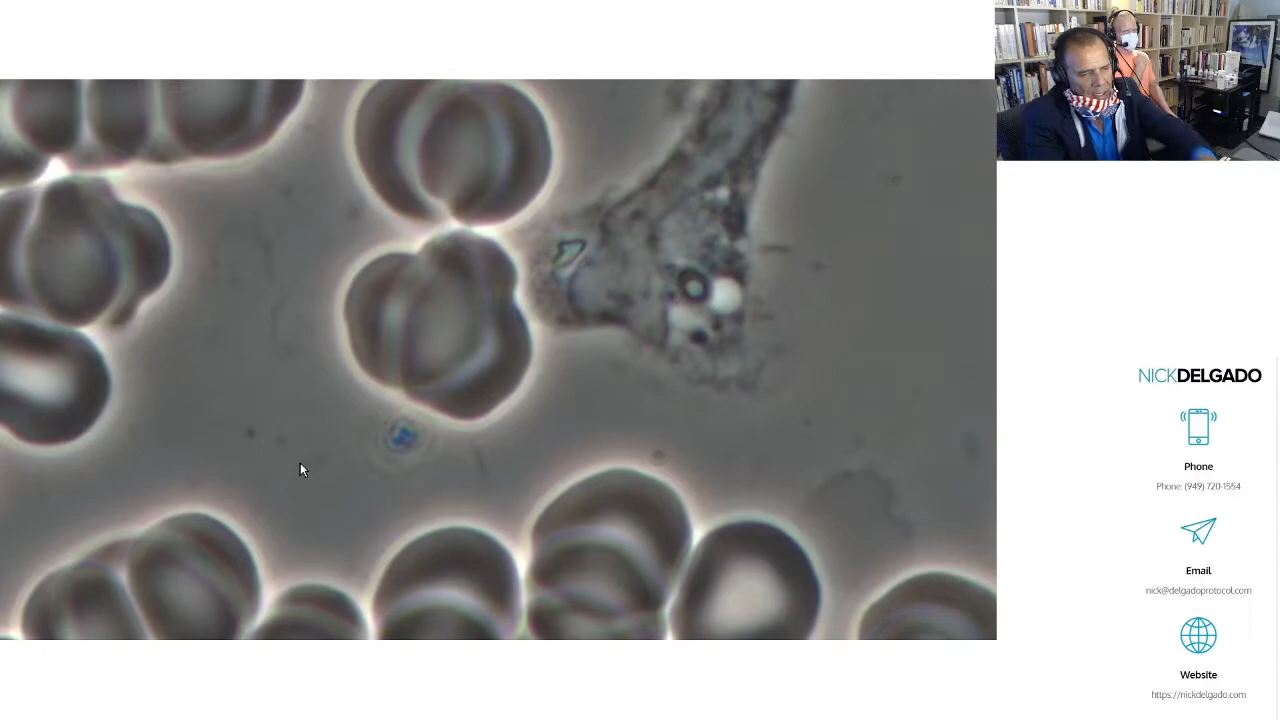 NICKDELGADO
Phone
Phone: (949) 720-1554
Email
nick@delgadoprotocol.com
Website
https://nickdelgado.com